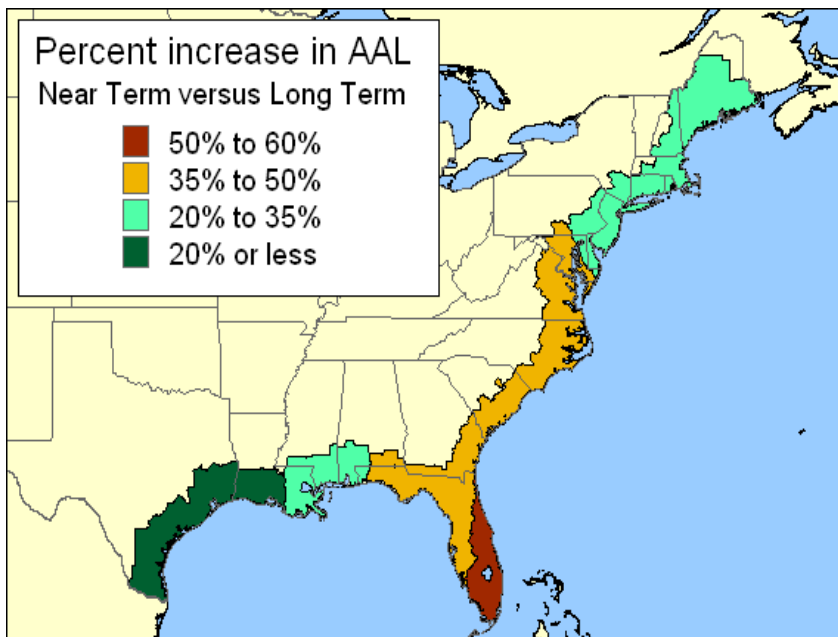 Percent increase in AAL
Near Term versus Long Term
50% to 60%
35% to 50%
20% to 35%
20% or less